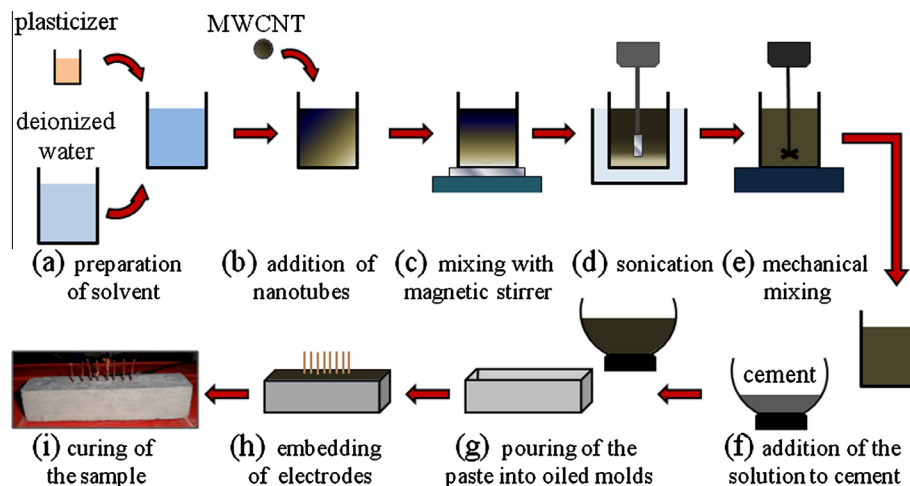 plasticizer
MWCNT
deionized
water
(a) preparation
of solvent
(b) addition of
nanotubes
(c) mixing with
magnetic stirrer
(d) sonication
(e) mechanical
mixing
cement
(f) addition of the
solution to cement
(g) pouring of the
paste into oiled molds
(h) embedding
of electrodes
(i) curing of
the sample